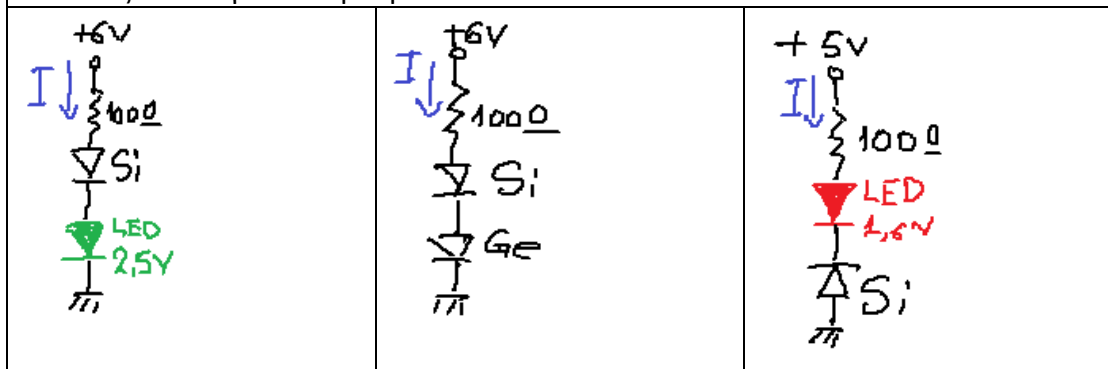 +6V
I
100Ω
Si
LED
2,5V
+6V
I
100Ω
Si
Ge
+ 5V
I
100Ω
LED
1,6V
Si